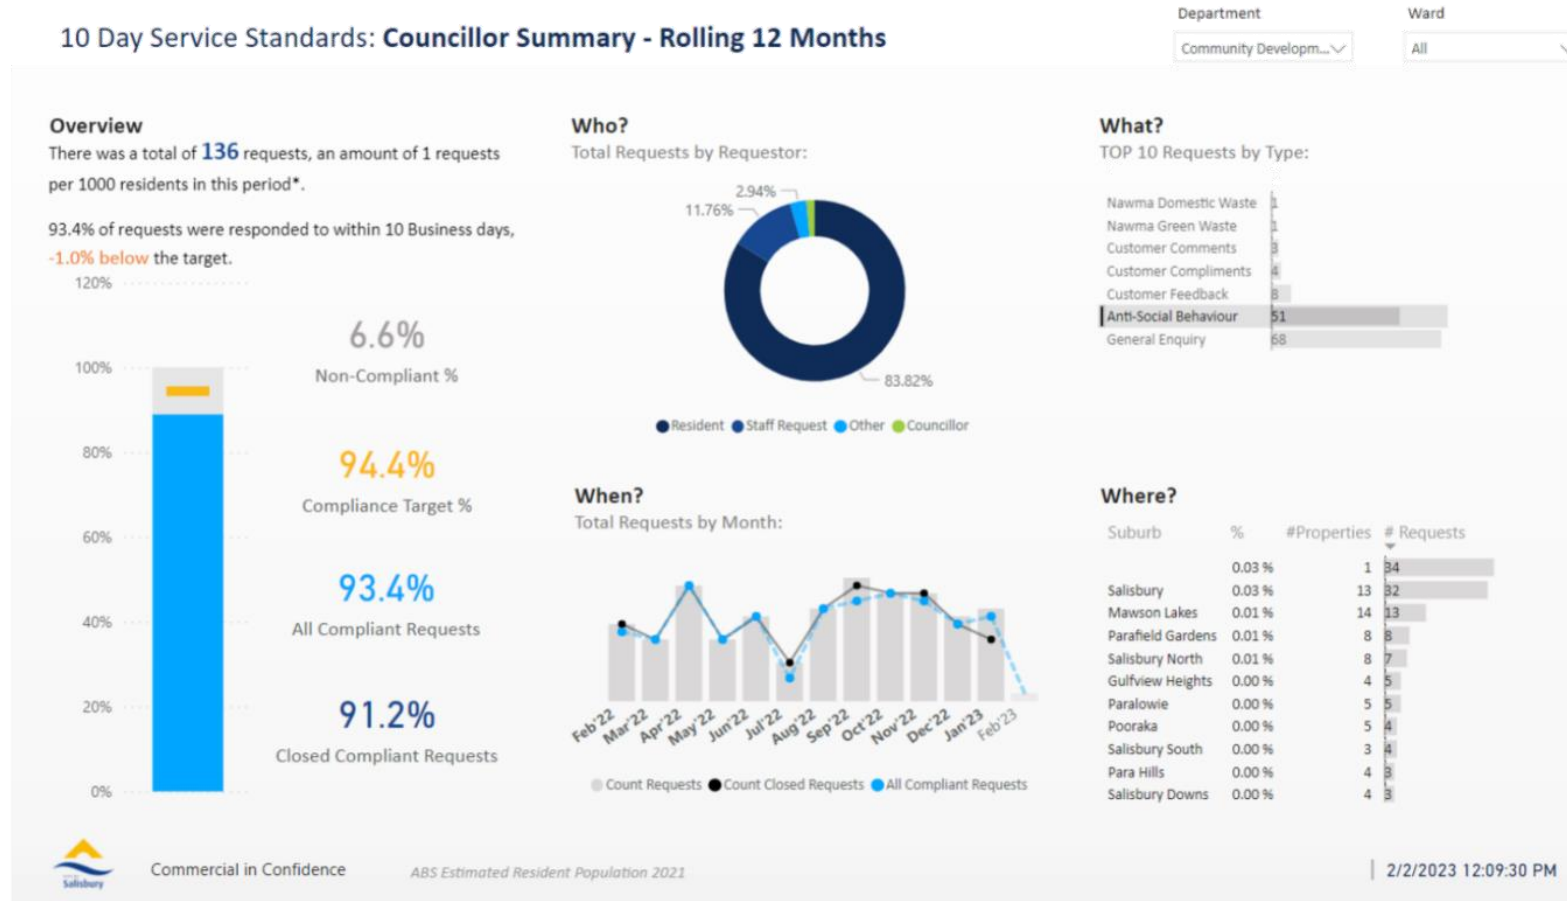 10 Day Service Standards: Councillor Summary - Rolling 12 Months
Department
Ward
Community Developm...
All
Overview
There was a total of 136 requests, an amount of 1 requests
per 1000 residents in this period*.
93.4% of requests were responded to within 10 Business days,
-1.0% below the target.
120%
100%
80%
60%
40%
20%
0%
6.6%
Non-Compliant %
94.4%
Compliance Target %
93.4%
All Compliant Requests
91.2%
Closed Compliant Requests
Who?
Total Requests by Requestor:
2.94%
11.76%
83.82%
Resident Staff Request Other Councillor
When?
Total Requests by Month:
Feb'22 Mar'22 Apr'22 May'22 Jun'22 Jul'22 Aug'22 Sep'22 Oct'22 Nov'22 Dec'22 Jan'23 Feb'23
Count Requests Count Closed Requests All Compliant Requests
What?
TOP 10 Requests by Type:
Nawma Domestic Waste 1
Nawma Green Waste 1
Customer Comments 3
Customer Compliments 4
Customer Feedback 8
Anti-Social Behaviour 51
General Enquiry 68
Where?
Suburb % #Properties # Requests
0.03 % 1 34
Salisbury 0.03 % 13 32
Mawson Lakes 0.01 % 14 13
Parafield Gardens 0.01 % 8 8
Salisbury North 0.01 % 8 7
Gulfview Heights 0.00 % 4 5
Paralowie 0.00 % 5 5
Pooraka 0.00 % 5 4
Salisbury South 0.00 % 3 4
Para Hills 0.00 % 4 3
Salisbury Downs 0.00 % 4 3
Salisbury
Commercial in Confidence
ABS Estimated Resident Population 2021
2/2/2023 12:09:30 PM